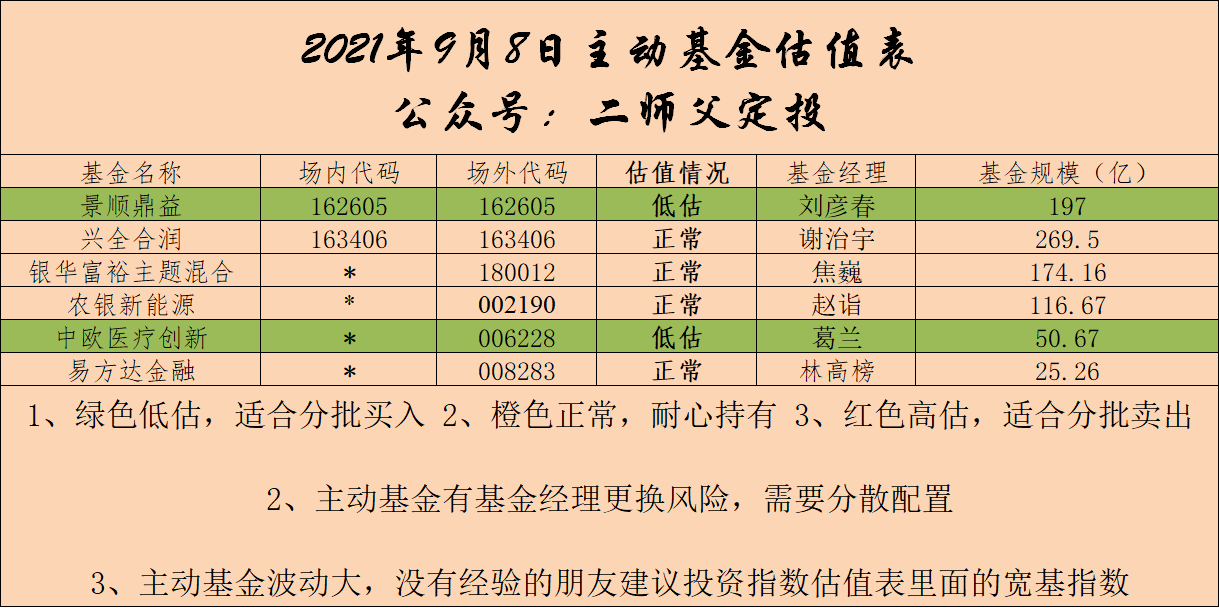 2021年9月8日主动基金估值表
公众号：二师父定投
基金名称 场内代码 场外代码 估值情况 基金经理 基金规模（亿）
景顺鼎益 162605 162605 低估 刘彦春 197
兴全合润 163406 163406 正常 谢治宇 269.5
银华富裕主题混合 * 180012 正常 焦巍 174.16
农银新能源 * 002190 正常 赵诣 116.67
中欧医疗创新 * 006228 低估 葛兰 50.67
易方达金融 * 008283 正常 林高榜 25.26
1、绿色低估，适合分批买入 2、橙色正常，耐心持有 3、红色高估，适合分批卖出
2、主动基金有基金经理更换风险，需要分散配置
3、主动基金波动大，没有经验的朋友建议投资指数估值表里面的宽基指数